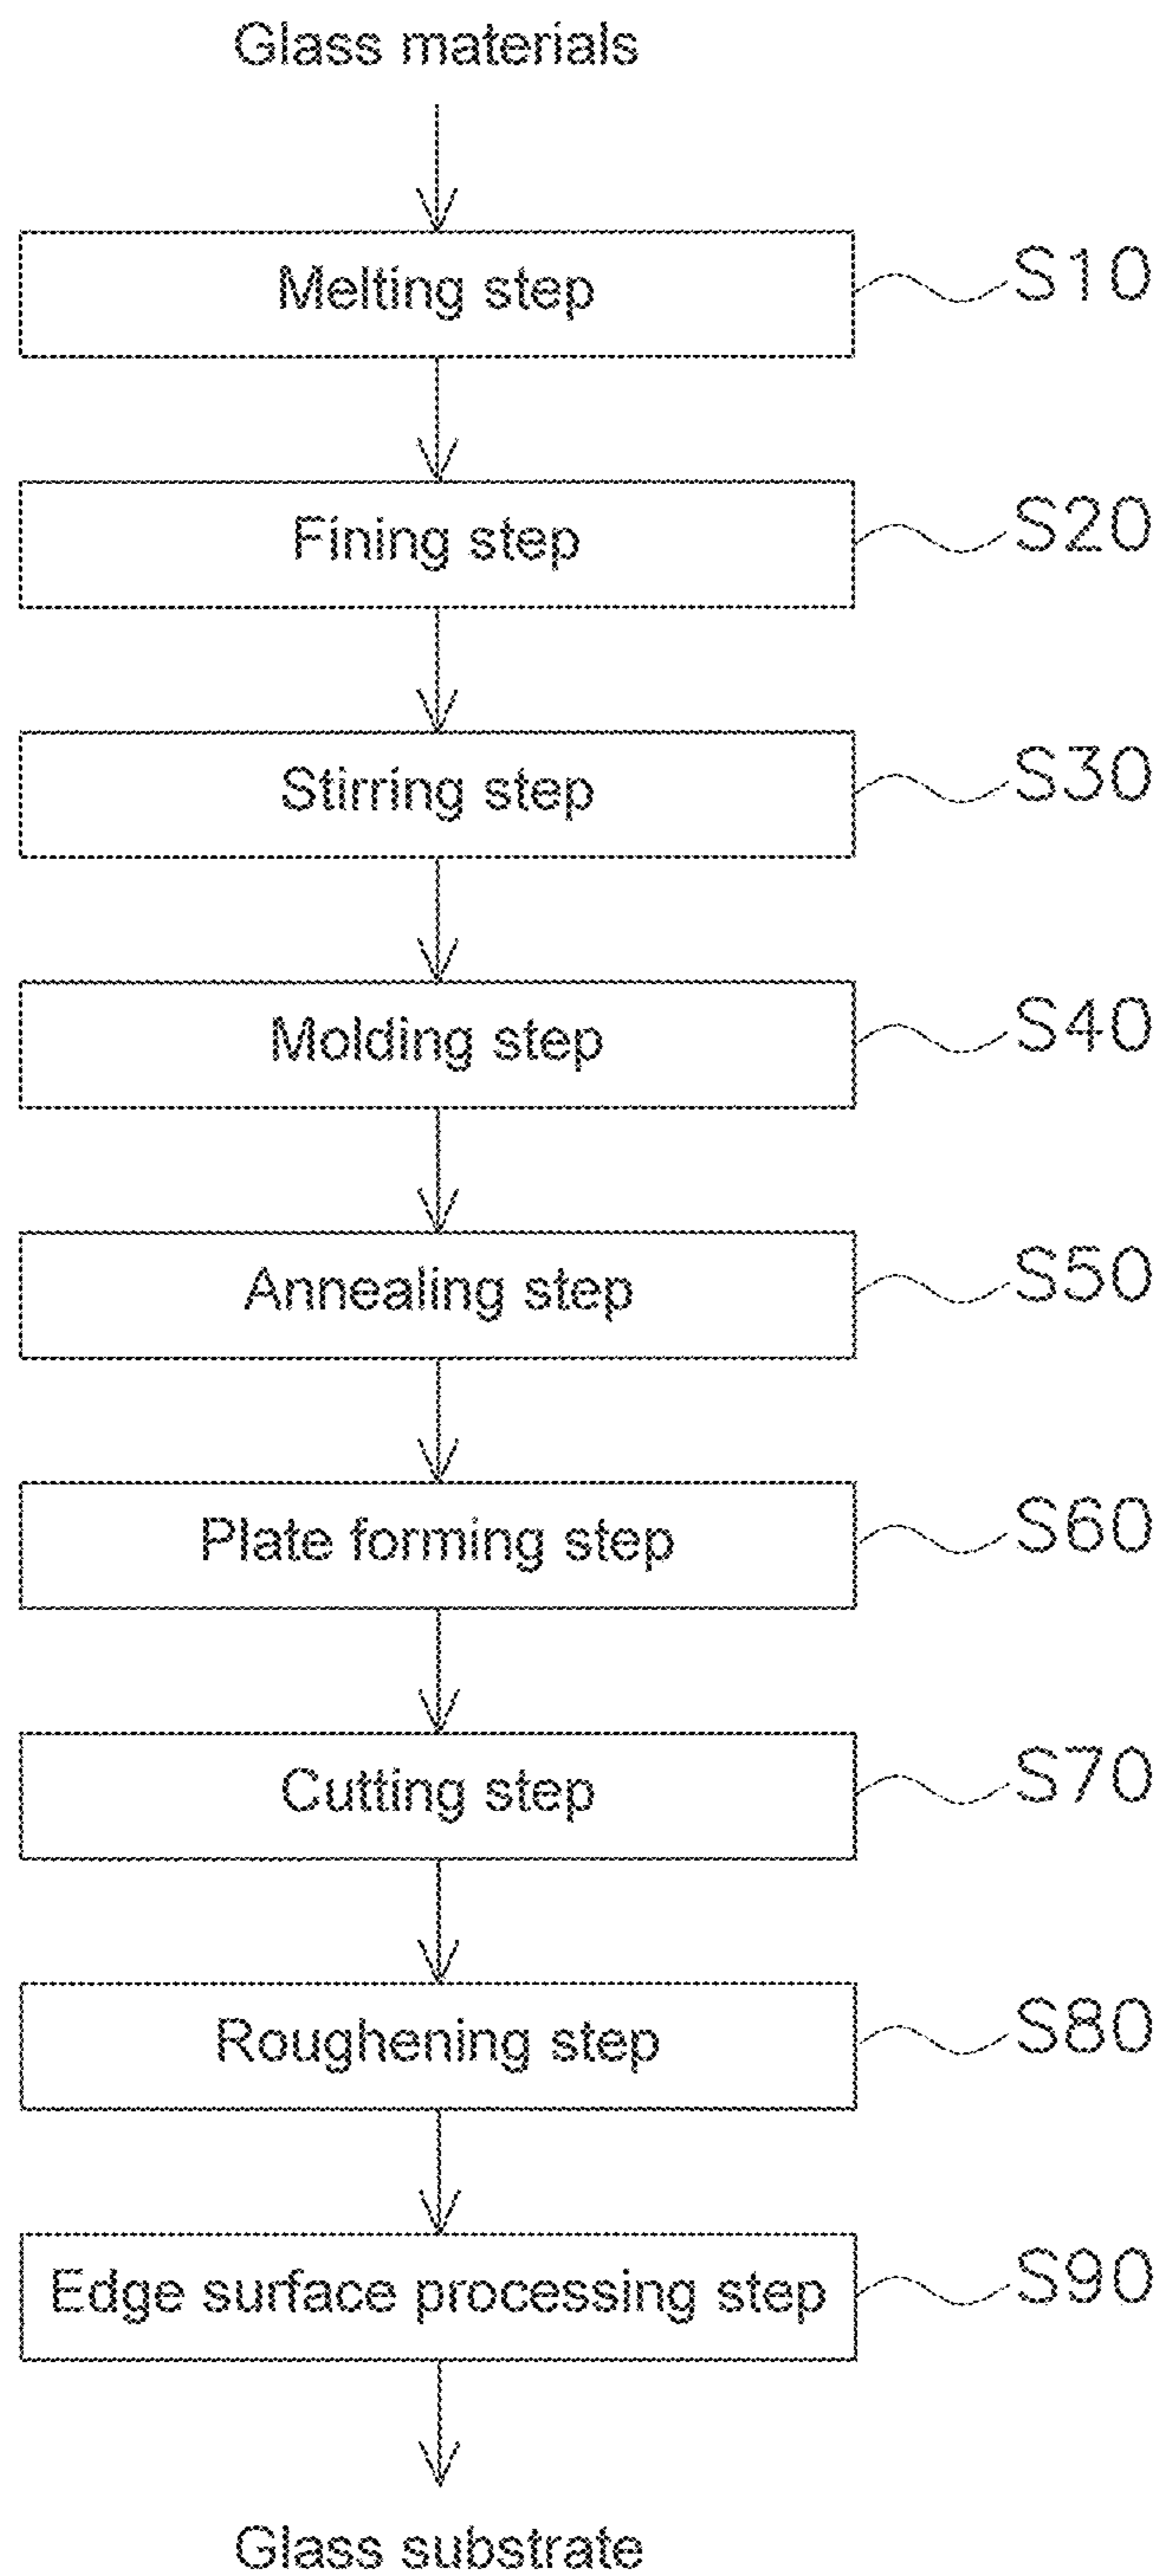 Glass materials
Melting step
S10
Fining step
S20
Stirring step
S30
Molding step
S40
Annealing step
S50
Plate forming step
S60
Cutting step
S70
Roughening step
S80
Edge surface processing step
S90
Glass substrate